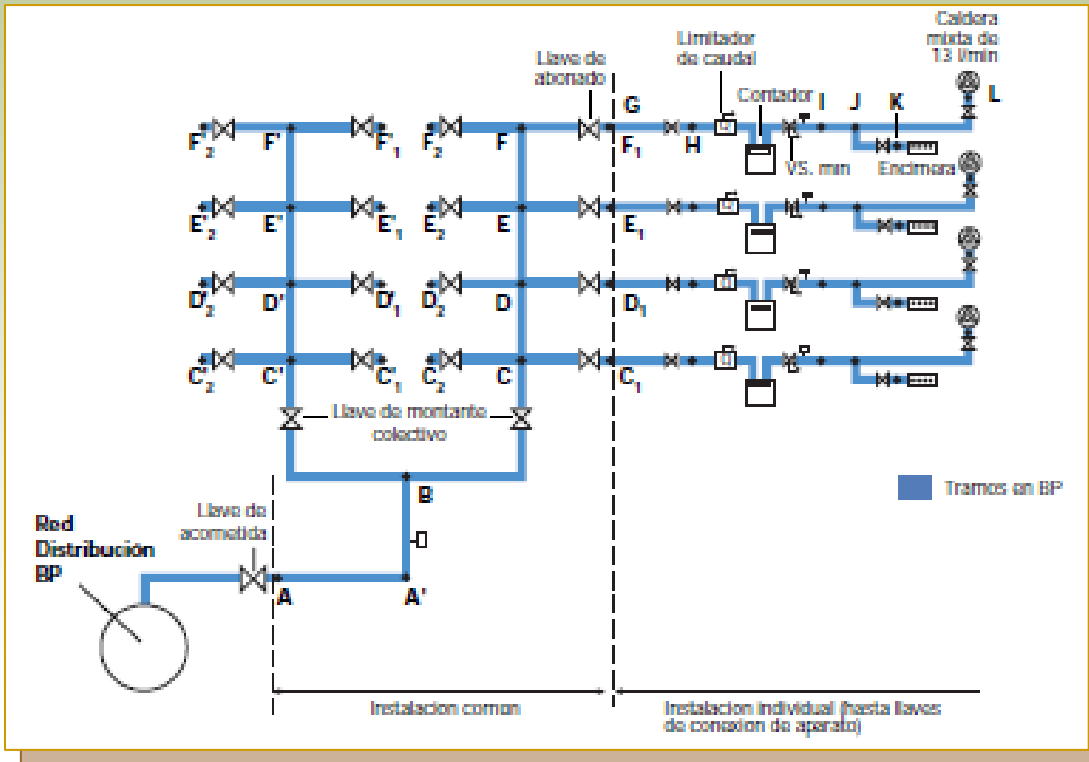 Caldera
mixta de
13 l/min
Limitador
de caudal
Llave de
abonado
G
Contador
I J K L
F'2 F' F'1 F2 F F1 H
VS. min Encimera
E'2 E' E'1 E2 E E1
D'2 D' D'1 D2 D D1
C'2 C' C'1 C2 C C1
Llave de montante
colectivo
B
Tramos en BP
Llave de
acometida
Red
Distribución
BP
A A'
Instalacion comun
Instalacion individual (hasta llaves
de conexion de aparato)